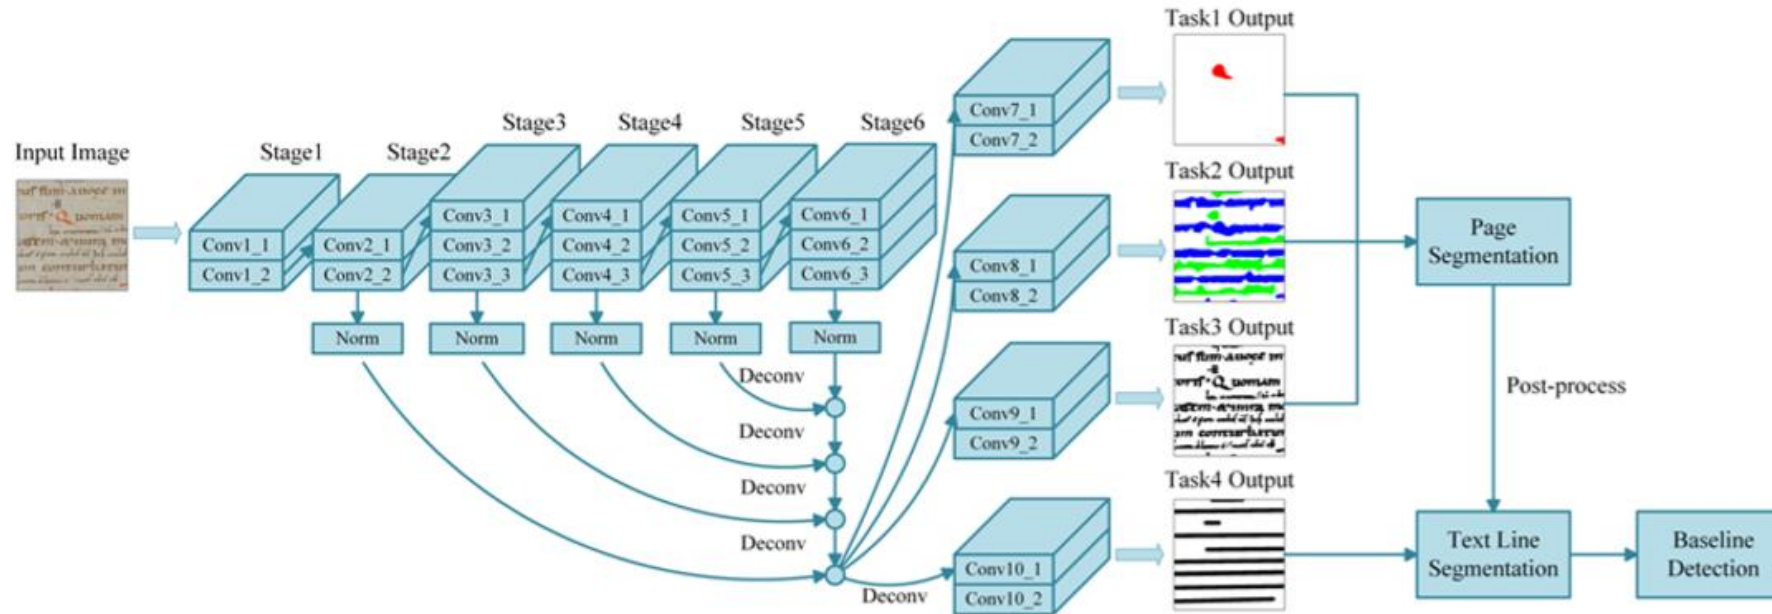 Input Image
Stage1
Stage2
Stage3
Stage4
Stage5
Stage6
Conv1_1
Conv1_2
Conv2_1
Conv2_2
Conv3_1
Conv3_2
Conv3_3
Conv4_1
Conv4_2
Conv4_3
Conv5_1
Conv5_2
Conv5_3
Conv6_1
Conv6_2
Conv6_3
Norm
Norm
Norm
Norm
Norm
Deconv
Deconv
Deconv
Deconv
Deconv
Conv7_1
Conv7_2
Conv8_1
Conv8_2
Conv9_1
Conv9_2
Conv10_1
Conv10_2
Task1 Output
Task2 Output
Task3 Output
Task4 Output
Page
Segmentation
Post-process
Text Line
Segmentation
Baseline
Detection